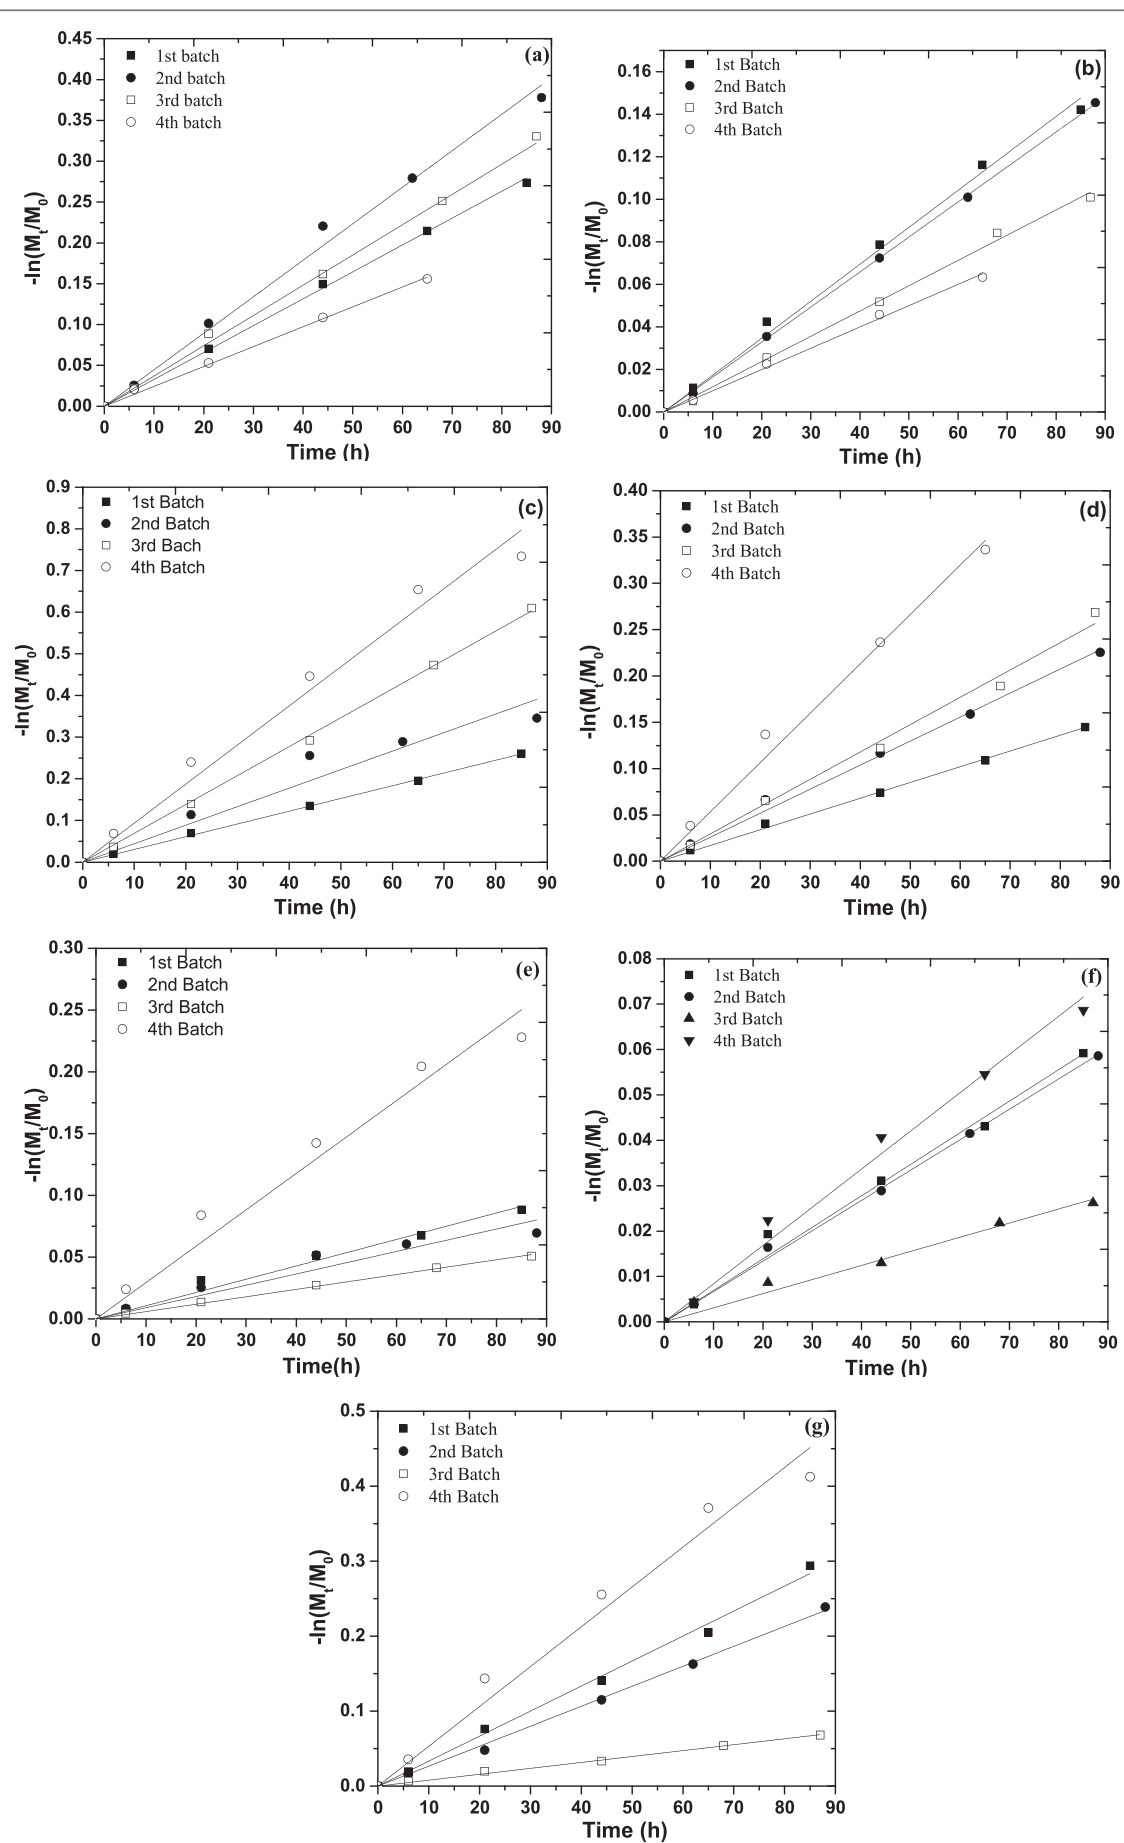 (a)
1st batch
2nd batch
3rd batch
4th batch
0.45
0.40
0.35
0.30
0.25
0.20
0.15
0.10
0.05
0.00
-ln(Mt/M0)
0 10 20 30 40 50 60 70 80 90
Time (h)
(b)
1st Batch
2nd Batch
3rd Batch
4th Batch
0.16
0.14
0.12
0.10
0.08
0.06
0.04
0.02
0.00
-ln(Mt/M0)
0 10 20 30 40 50 60 70 80 90
Time (h)
(c)
1st Batch
2nd Batch
3rd Bach
4th Batch
0.9
0.8
0.7
0.6
0.5
0.4
0.3
0.2
0.1
0.0
-ln(Mt/M0)
0 10 20 30 40 50 60 70 80 90
Time (h)
(d)
1st Batch
2nd Batch
3rd Batch
4th Batch
0.40
0.35
0.30
0.25
0.20
0.15
0.10
0.05
0.00
-ln(Mt/M0)
0 10 20 30 40 50 60 70 80 90
Time (h)
(e)
1st Batch
2nd Batch
3rd Batch
4th Batch
0.30
0.25
0.20
0.15
0.10
0.05
0.00
-ln(Mt/M0)
0 10 20 30 40 50 60 70 80 90
Time(h)
(f)
1st Batch
2nd Batch
3rd Batch
4th Batch
0.08
0.07
0.06
0.05
0.04
0.03
0.02
0.01
0.00
-ln(Mt/M0)
0 10 20 30 40 50 60 70 80 90
Time (h)
(g)
1st Batch
2nd Batch
3rd Batch
4th Batch
0.5
0.4
0.3
0.2
0.1
0.0
-ln(Mt/M0)
0 10 20 30 40 50 60 70 80 90
Time (h)